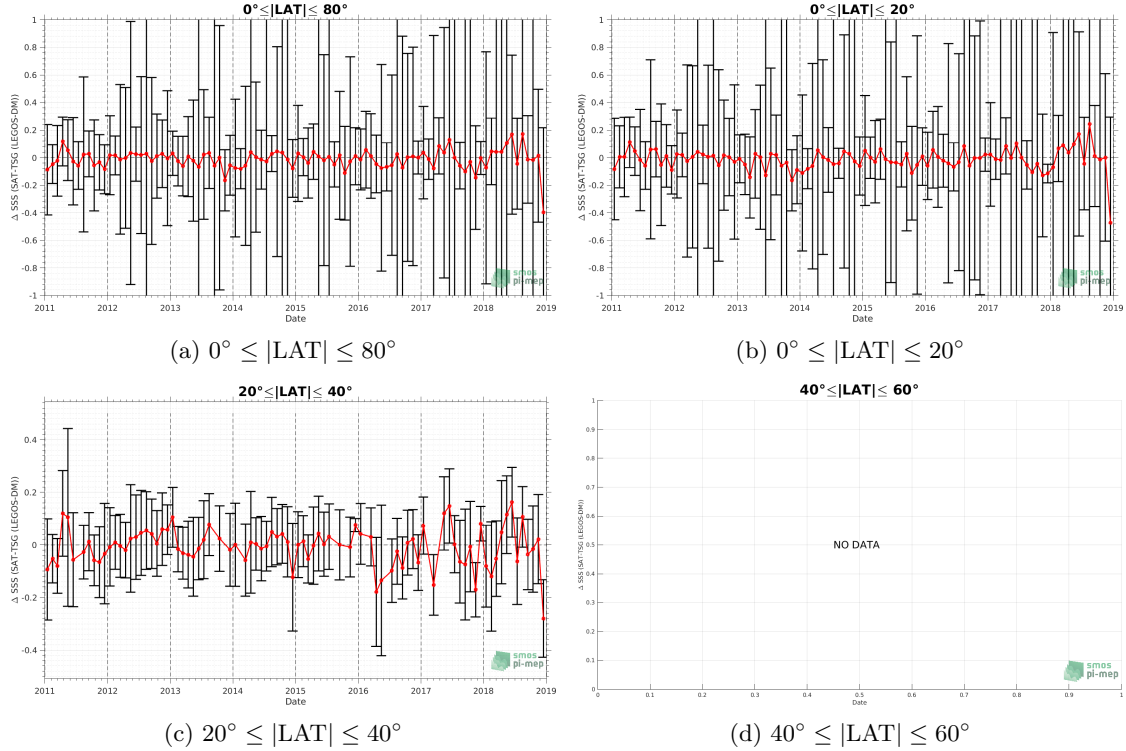 0°≤|LAT|≤ 80°
Δ SSS (SAT-TSG (LEGOS-DM))
1
0.8
0.6
0.4
0.2
0
-0.2
-0.4
-0.6
-0.8
-1
2011 2012 2013 2014 2015 2016 2017 2018 2019
Date
smos
pi-mep
(a) 0° ≤ |LAT| ≤ 80°
0°≤|LAT|≤ 20°
Δ SSS (SAT-TSG (LEGOS-DM))
1
0.8
0.6
0.4
0.2
0
-0.2
-0.4
-0.6
-0.8
-1
2011 2012 2013 2014 2015 2016 2017 2018 2019
Date
smos
pi-mep
(b) 0° ≤ |LAT| ≤ 20°
20°≤|LAT|≤ 40°
Δ SSS (SAT-TSG (LEGOS-DM))
0.4
0.2
0
-0.2
-0.4
2011 2012 2013 2014 2015 2016 2017 2018 2019
Date
smos
pi-mep
(c) 20° ≤ |LAT| ≤ 40°
40°≤|LAT|≤ 60°
Δ SSS (SAT-TSG (LEGOS-DM))
1
0.9
0.8
0.7
0.6
0.5
0.4
0.3
0.2
0.1
0
NO DATA
0 0.1 0.2 0.3 0.4 0.5 0.6 0.7 0.8 0.9 1
Date
smos
pi-mep
(d) 40° ≤ |LAT| ≤ 60°